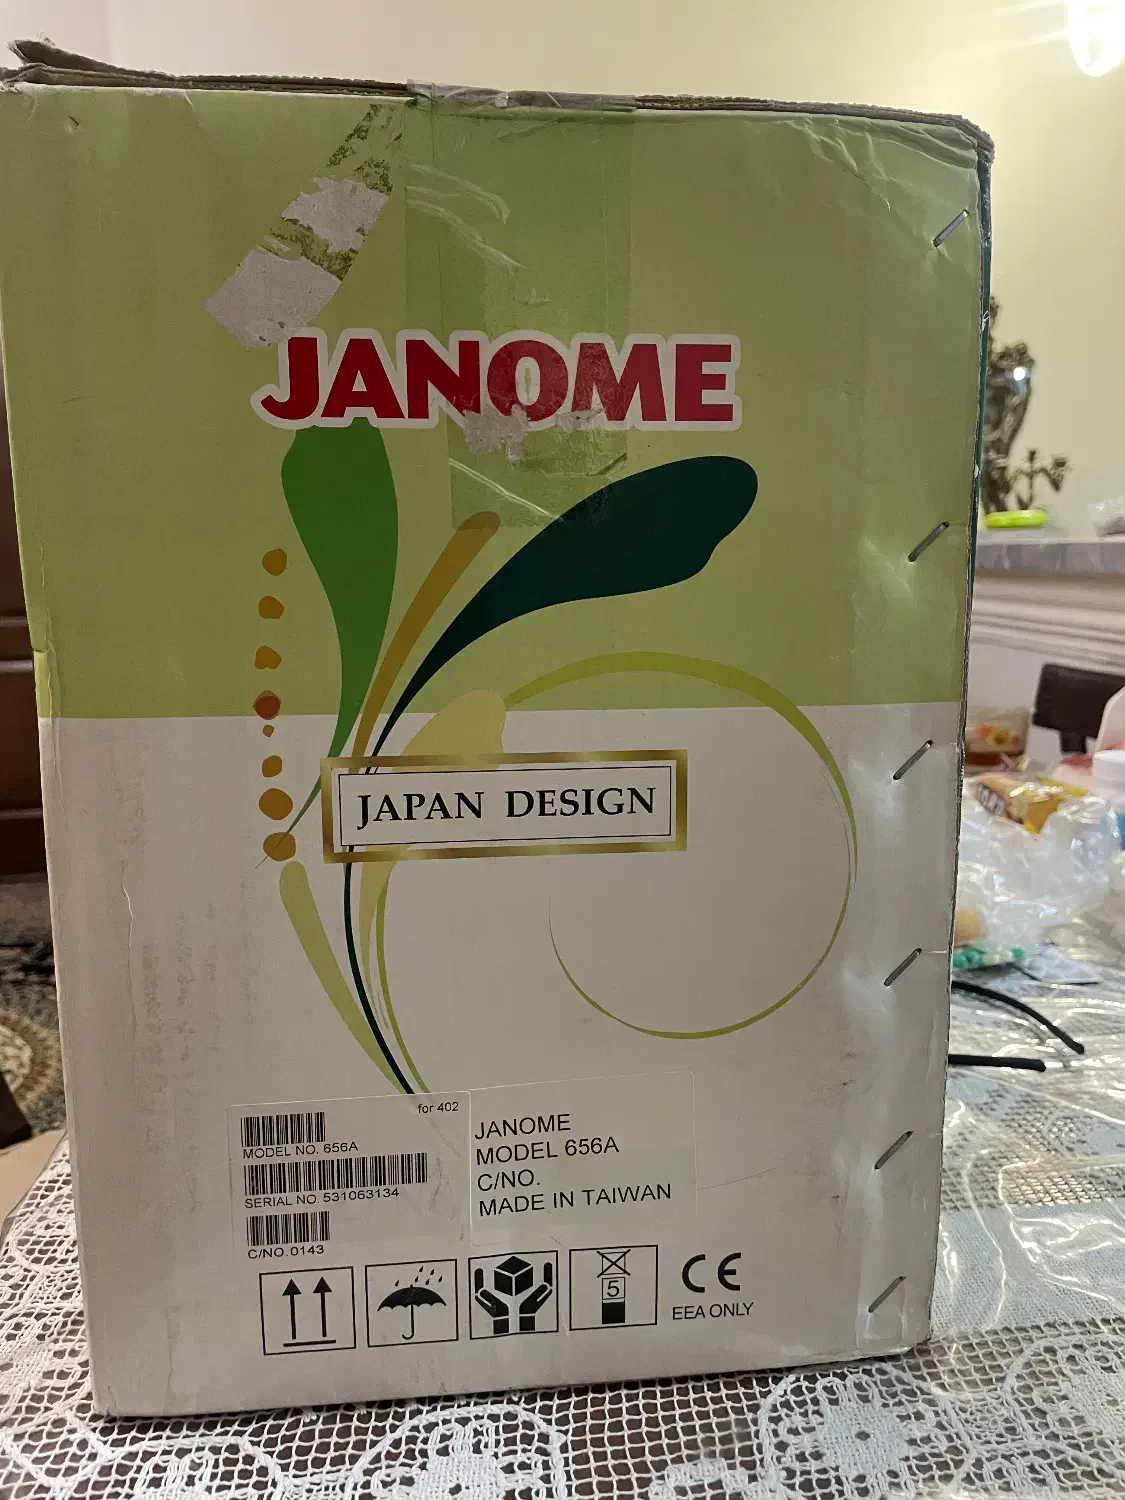 JANOME
JAPAN DESIGN
for 402
MODEL NO. 656A
SERIAL NO. 531063134
C/NO.0143
JANOME
MODEL 656A
C/NO.
MADE IN TAIWAN
5
CE
EEA ONLY